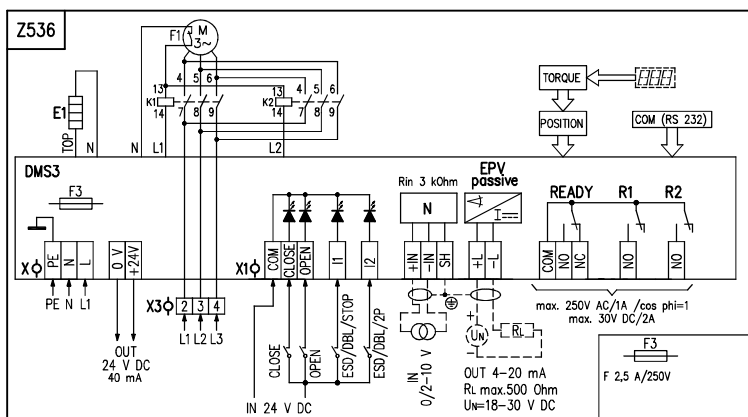 Z536
F1
M
3~
4 5 6
13
K1
14
7 8 9
13
K2
14
4 5 6
7 8 9
E1
TOP
N
N
L1
L2
TORQUE
POSITION
COM (RS 232)
DMS3
F3
Rin 3 kOhm
N
EPV
passive
READY
R1
R2
X
PE
N
L
0 V
+24V
X1
COM
CLOSE
OPEN
I1
I2
+IN
-IN
SH
+L
-L
COM
NO
NC
NO
NO
PE N L1
X3
2 3 4
L1 L2 L3
OUT
24 V DC
40 mA
CLOSE
OPEN
ESD/DBL/STOP
ESD/DBL/2P
IN 24 V DC
IN
0/2-10 V
+
UN
-
RL
OUT 4-20 mA
RL max.500 Ohm
UN=18-30 V DC
max. 250V AC/1A /cos phi=1
max. 30V DC/2A
F3
F 2,5 A/250V